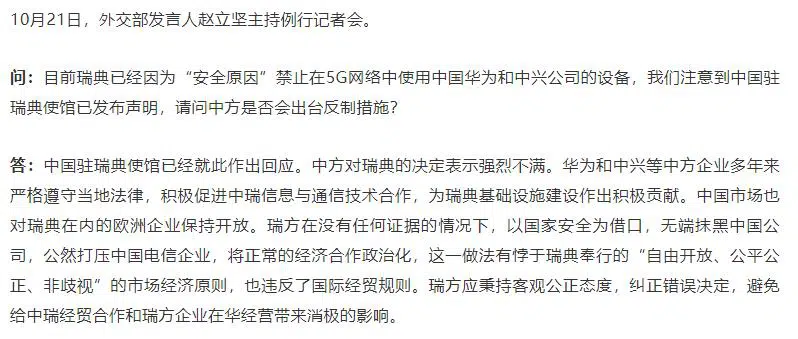 10月21日，外交部发言人赵立坚主持例行记者会。
问：目前瑞典已经因为“安全原因”禁止在5G网络中使用中国华为和中兴公司的设备，我们注意到中国驻
瑞典使馆已发布声明，请问中方是否会出台反制措施？
答：中国驻瑞典使馆已经就此作出回应。中方对瑞典的决定表示强烈不满。华为和中兴等中方企业多年来
严格遵守当地法律，积极促进中瑞信息与通信技术合作，为瑞典基础设施建设作出积极贡献。中国市场也
对瑞典在内的欧洲企业保持开放。瑞方在没有任何证据的情况下，以国家安全为借口，无端抹黑中国公
司，公然打压中国电信企业，将正常的经济合作政治化，这一做法有悖于瑞典奉行的“自由开放、公平公
正、非歧视”的市场经济原则，也违反了国际经贸规则。瑞方应秉持客观公正态度，纠正错误决定，避免
给中瑞经贸合作和瑞方企业在华经营带来消极的影响。